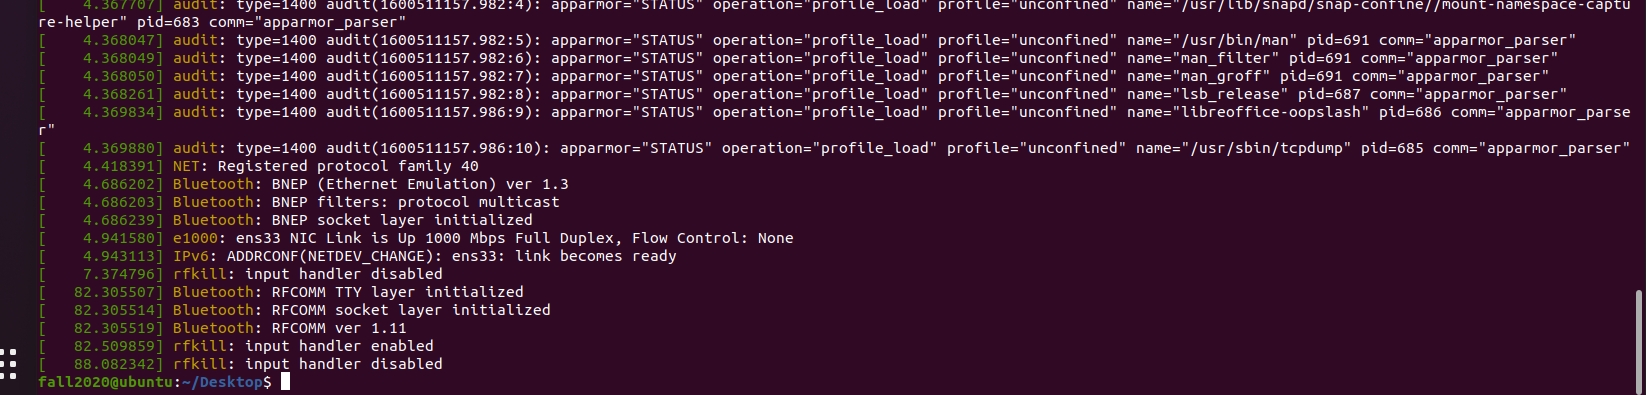 [    4.367707] audit: type=1400 audit(1600511157.982:4): apparmor="STATUS" operation="profile_load" profile="unconfined" name="/usr/lib/snapd/snap-confine//mount-namespace-captu
re-helper" pid=683 comm="apparmor_parser"
[    4.368047] audit: type=1400 audit(1600511157.982:5): apparmor="STATUS" operation="profile_load" profile="unconfined" name="/usr/bin/man" pid=691 comm="apparmor_parser"
[    4.368049] audit: type=1400 audit(1600511157.982:6): apparmor="STATUS" operation="profile_load" profile="unconfined" name="man_filter" pid=691 comm="apparmor_parser"
[    4.368050] audit: type=1400 audit(1600511157.982:7): apparmor="STATUS" operation="profile_load" profile="unconfined" name="man_groff" pid=691 comm="apparmor_parser"
[    4.368261] audit: type=1400 audit(1600511157.982:8): apparmor="STATUS" operation="profile_load" profile="unconfined" name="lsb_release" pid=687 comm="apparmor_parser"
[    4.369834] audit: type=1400 audit(1600511157.986:9): apparmor="STATUS" operation="profile_load" profile="unconfined" name="libreoffice-oopslash" pid=686 comm="apparmor_parse
r"
[    4.369880] audit: type=1400 audit(1600511157.986:10): apparmor="STATUS" operation="profile_load" profile="unconfined" name="/usr/sbin/tcpdump" pid=685 comm="apparmor_parser"
[    4.418391] NET: Registered protocol family 40
[    4.686202] Bluetooth: BNEP (Ethernet Emulation) ver 1.3
[    4.686203] Bluetooth: BNEP filters: protocol multicast
[    4.686239] Bluetooth: BNEP socket layer initialized
[    4.941580] e1000: ens33 NIC Link is Up 1000 Mbps Full Duplex, Flow Control: None
[    4.943113] IPv6: ADDRCONF(NETDEV_CHANGE): ens33: link becomes ready
[    7.374796] rfkill: input handler disabled
[   82.305507] Bluetooth: RFCOMM TTY layer initialized
[   82.305514] Bluetooth: RFCOMM socket layer initialized
[   82.305519] Bluetooth: RFCOMM ver 1.11
[   82.509859] rfkill: input handler enabled
[   88.082342] rfkill: input handler disabled
fall2020@ubuntu:~/Desktop$